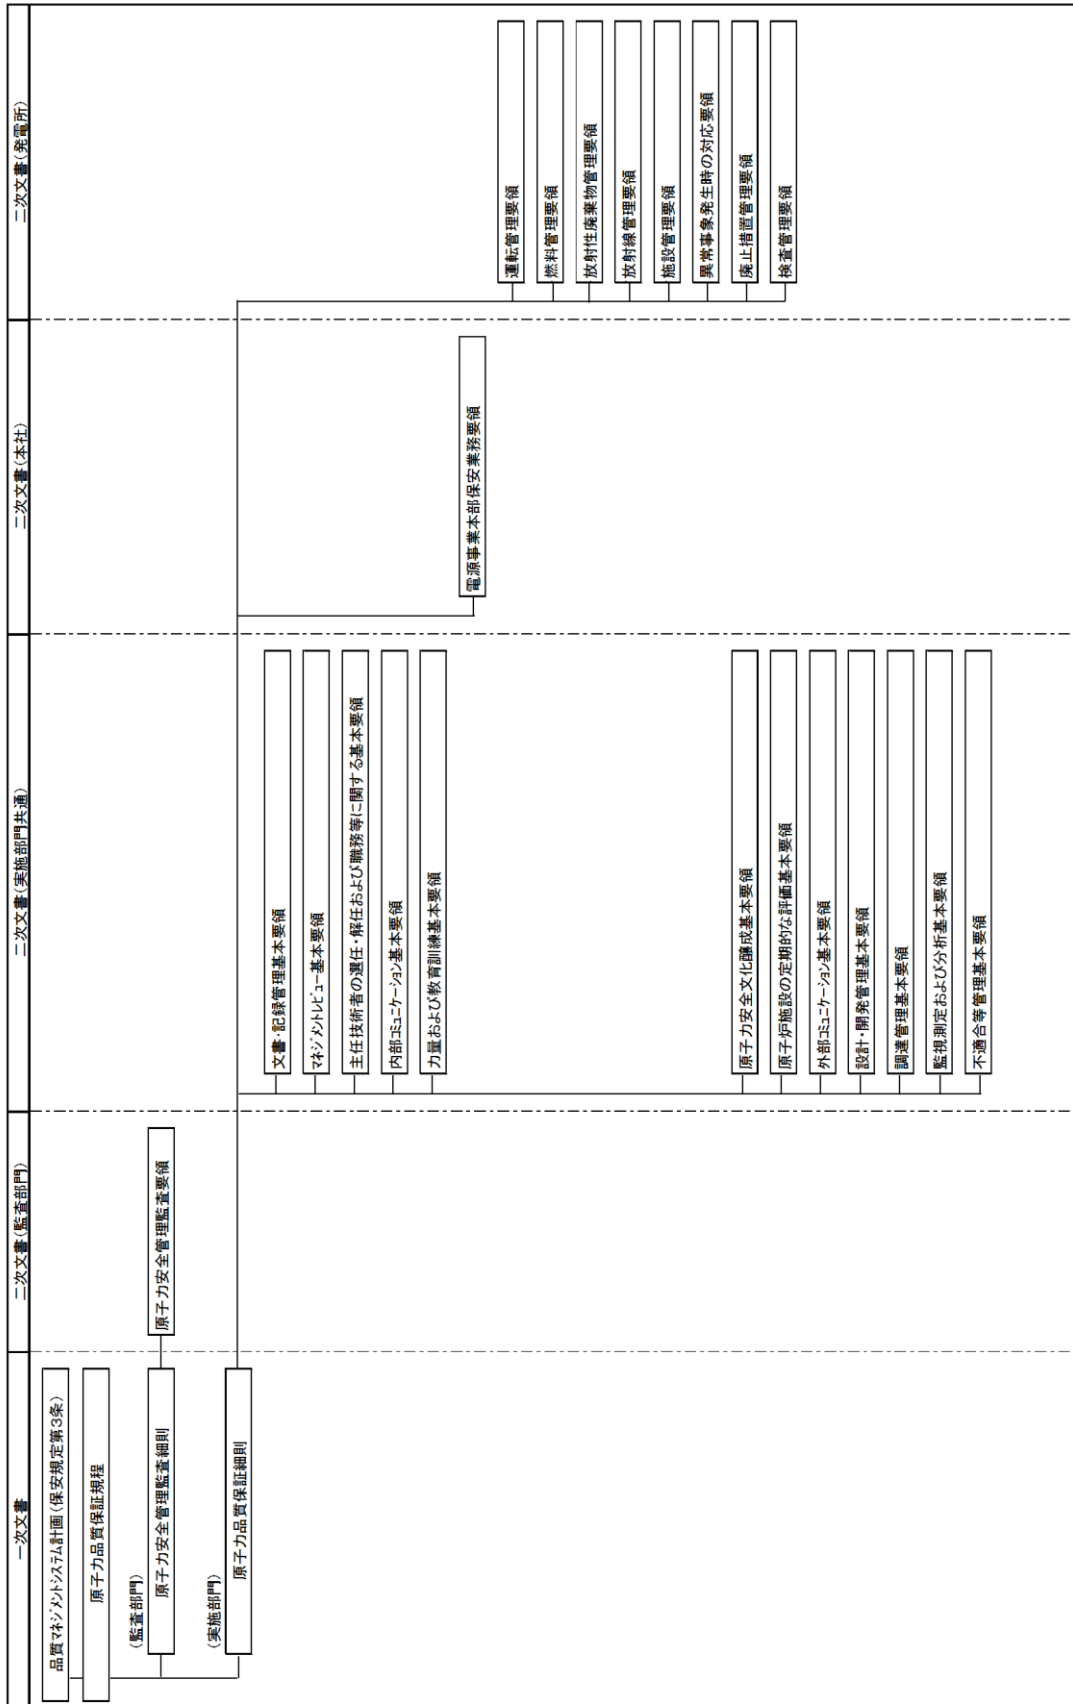 一次文書
二次文書(監査部門)
二次文書(実施部門共通)
二次文書(本社)
二次文書(発電所)
品質マネジメントシステム計画(保安規定第3条)
原子力品質保証規程
(監査部門)
原子力安全管理監査細則
原子力安全管理監査要領
(実施部門)
原子力品質保証細則
文書・記録管理基本要領
マネジメントレビュー基本要領
主任技術者の選任・解任および職務等に関する基本要領
内部コミュニケーション基本要領
力量および教育訓練基本要領
電源事業本部保安業務要領
運転管理要領
燃料管理要領
放射性廃棄物管理要領
放射線管理要領
施設管理要領
異常事象発生時の対応要領
廃止措置管理要領
検査管理要領
原子力安全文化醸成基本要領
原子炉施設の定期的な評価基本要領
外部コミュニケーション基本要領
設計・開発管理基本要領
調達管理基本要領
監視測定および分析基本要領
不適合等管理基本要領